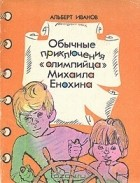 АЛЬБЕРТ ИВАНОВ
Обычные
приключения
«олимпийца»
Михаила
Енохина